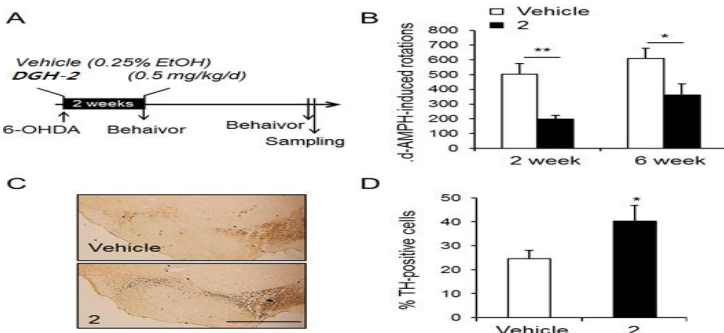 A
Vehicle (0.25% EtOH)
DGH-2 (0.5 mg/kg/d)
2 weeks
6-OHDA
Behaivor
Behaivor
Sampling
B
Vehicle
2
.d-AMPH-induced rotations
800
700
600
500
400
300
200
100
0
**
*
2 week
6 week
C
Vehicle
2
D
% TH-positive cells
50
40
30
20
10
0
*
Vehicle
2